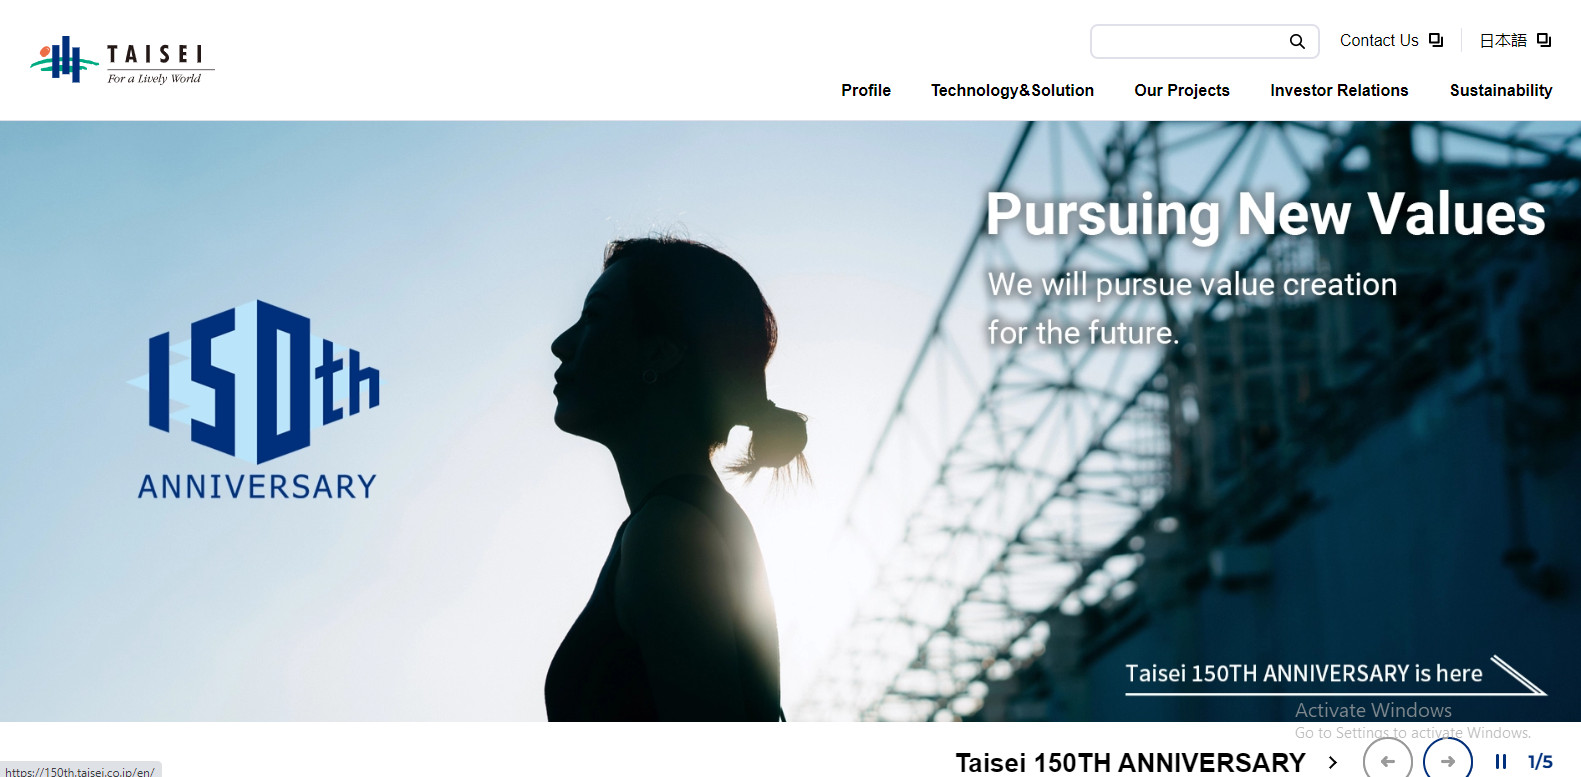 TAISEI
For a Lively World
Contact Us
日本語
Profile
Technology&Solution
Our Projects
Investor Relations
Sustainability
Pursuing New Values
We will pursue value creation
for the future.
150th
ANNIVERSARY
Taisei 150TH ANNIVERSARY is here
Activate Windows
Go to Settings to activate Windows.
Taisei 150TH ANNIVERSARY
1/5
https://150th.taisei.co.jp/en/